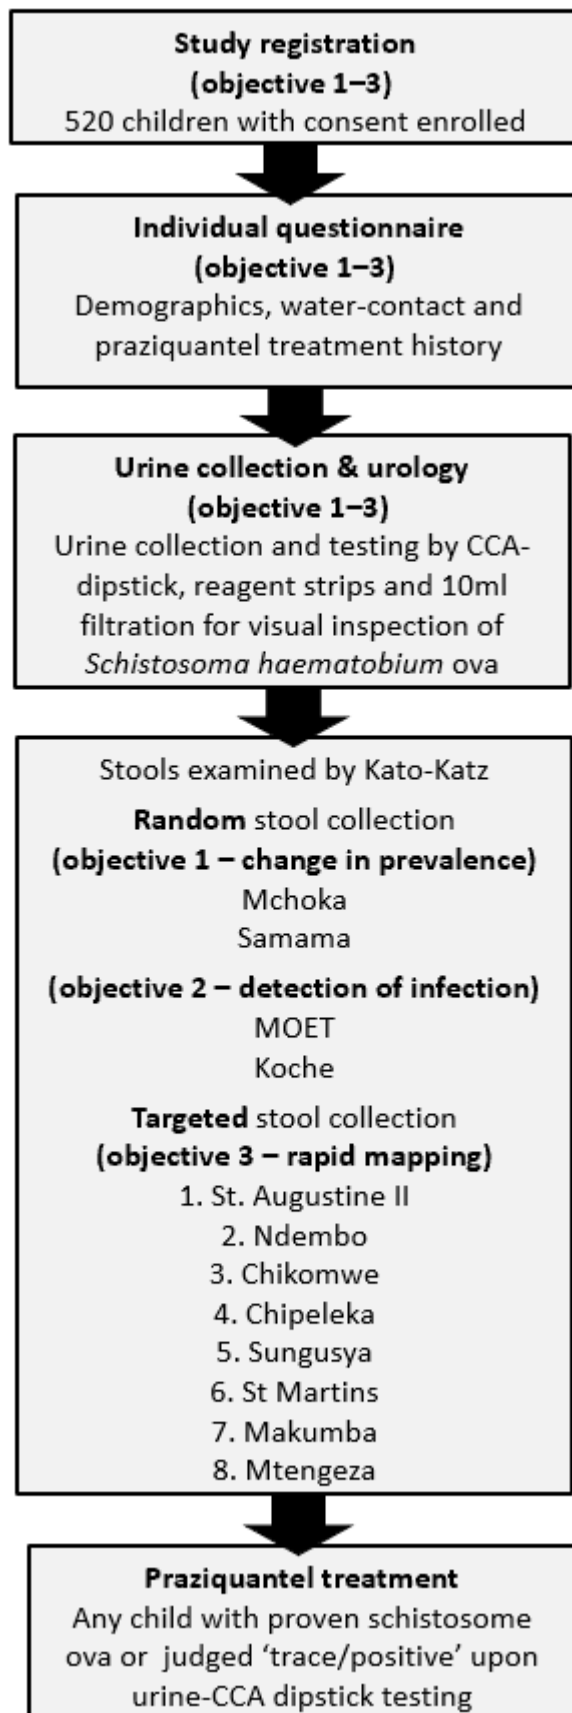 Study registration
(objective 1–3)
520 children with consent enrolled
Individual questionnaire
(objective 1–3)
Demographics, water-contact and
praziquantel treatment history
Urine collection & urology
(objective 1–3)
Urine collection and testing by CCA-
dipstick, reagent strips and 10ml
filtration for visual inspection of
Schistosoma haematobium ova
Stools examined by Kato-Katz
Random stool collection
(objective 1 – change in prevalence)
Mchoka
Samama
(objective 2 – detection of infection)
MOET
Koche
Targeted stool collection
(objective 3 – rapid mapping)
1. St. Augustine II
2. Ndembo
3. Chikomwe
4. Chipeleka
5. Sungusya
6. St Martins
7. Makumba
8. Mtengeza
Praziquantel treatment
Any child with proven schistosome
ova or judged ‘trace/positive’ upon
urine-CCA dipstick testing